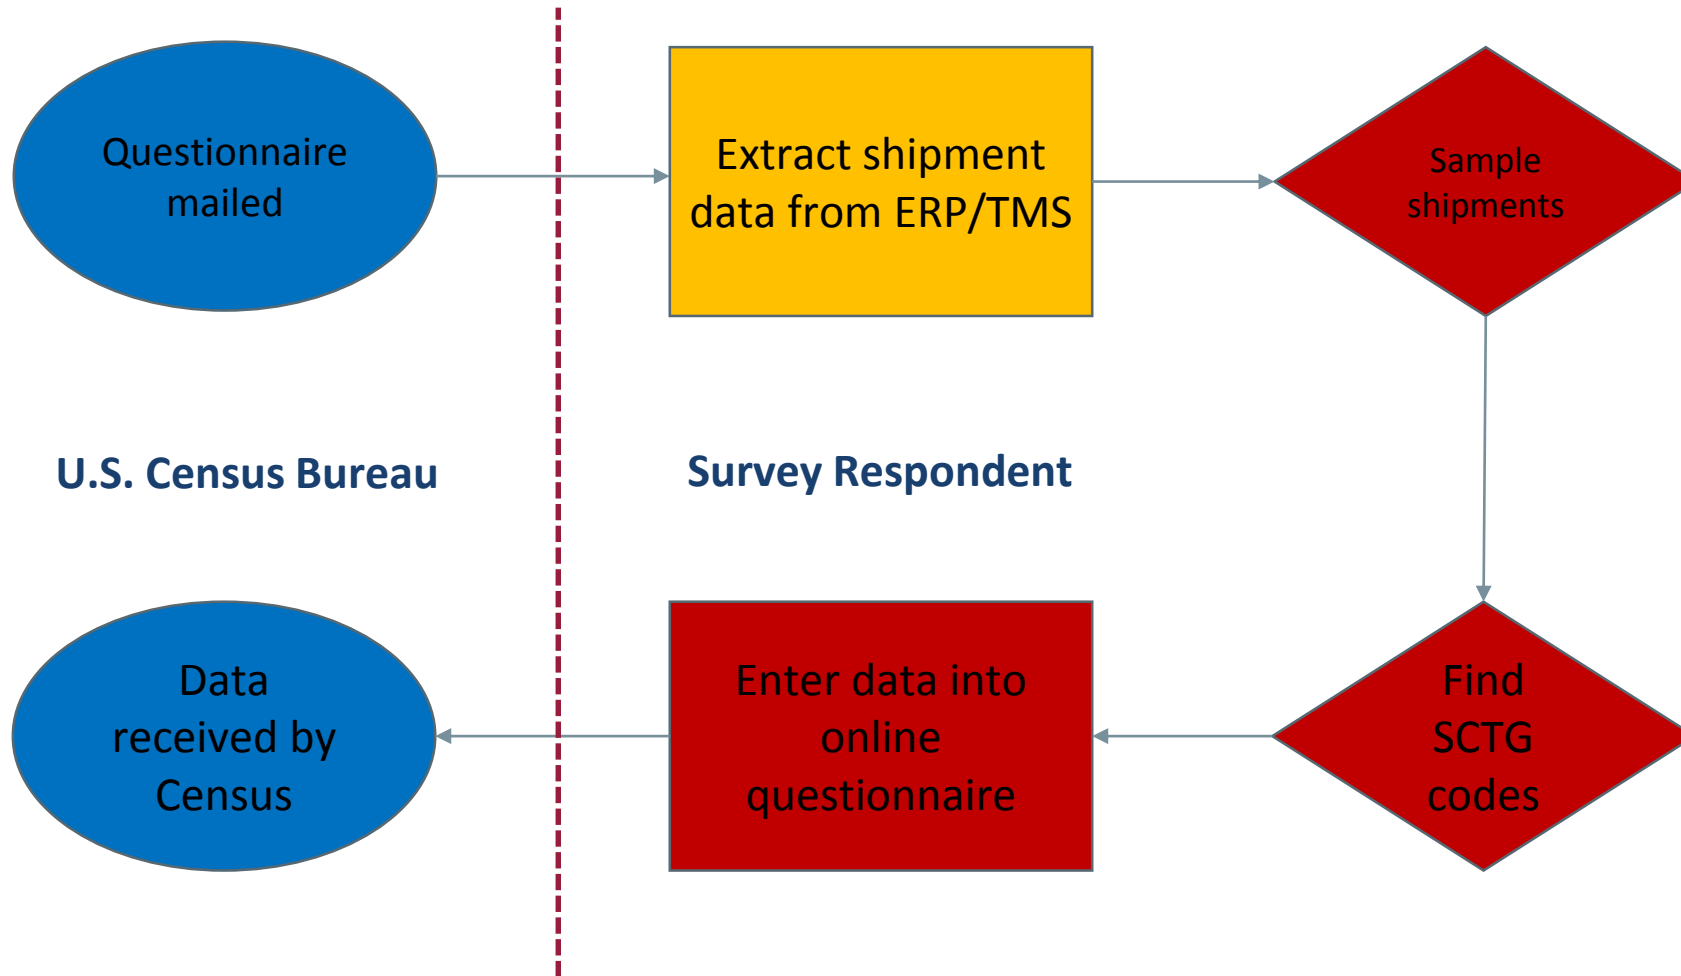 Questionnaire
mailed
Extract shipment
data from ERP/TMS
Sample
shipments
U.S. Census Bureau
Survey Respondent
Data
received by
Census
Enter data into
online
questionnaire
Find
SCTG
codes